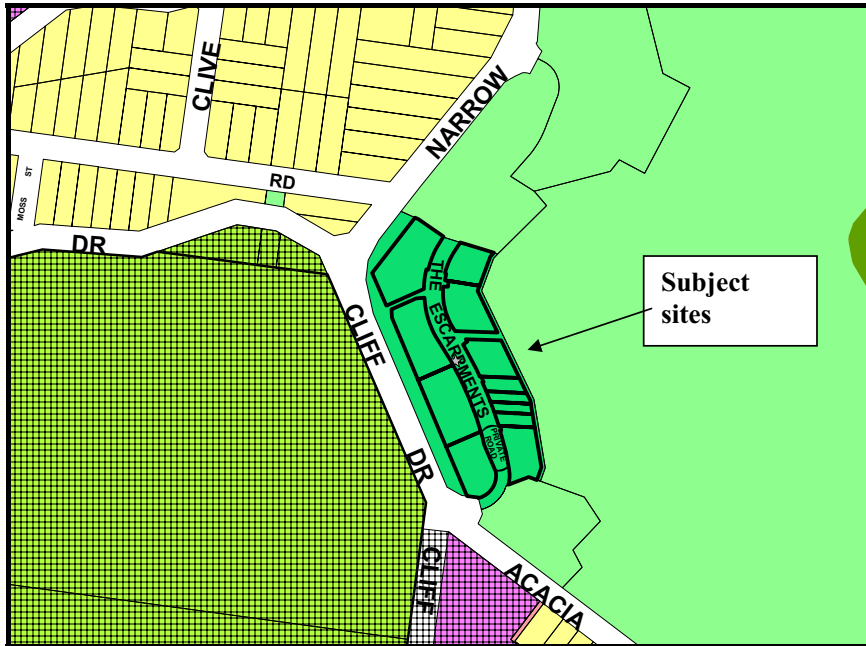 CLIVE
NARROW
RD
MOSS ST
DR
THE ESCARPMENTS
PRIVATE
ROAD
Subject
sites
CLIFF
DR
CLIFF
ACACIA